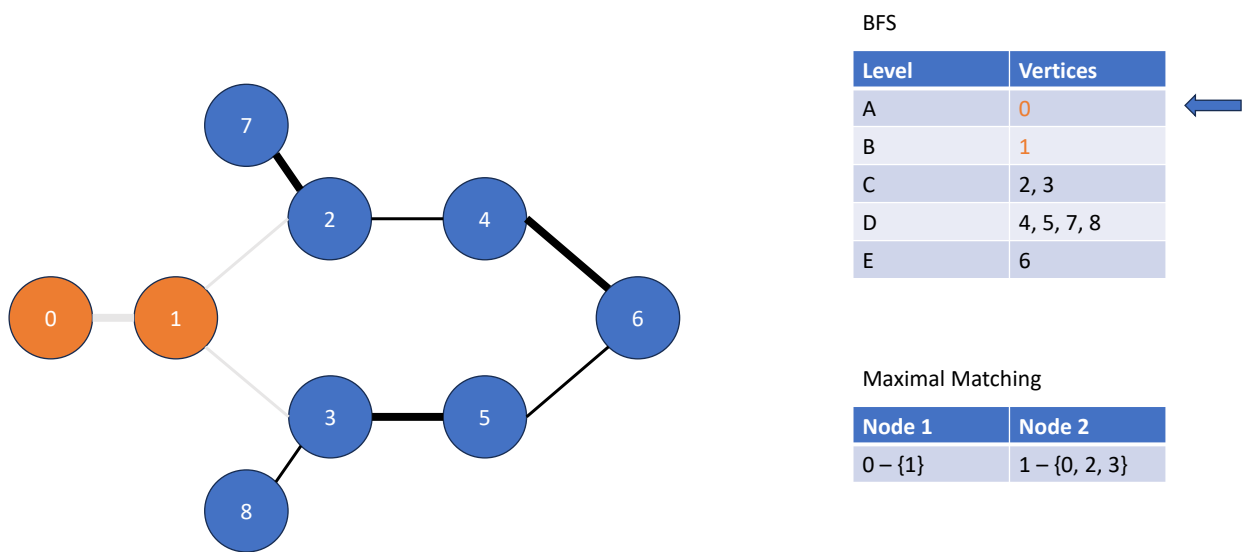 7
2
4
0
1
6
3
5
8
BFS
Level Vertices
A 0
B 1
C 2, 3
D 4, 5, 7, 8
E 6
Maximal Matching
Node 1 Node 2
0 – {1} 1 – {0, 2, 3}